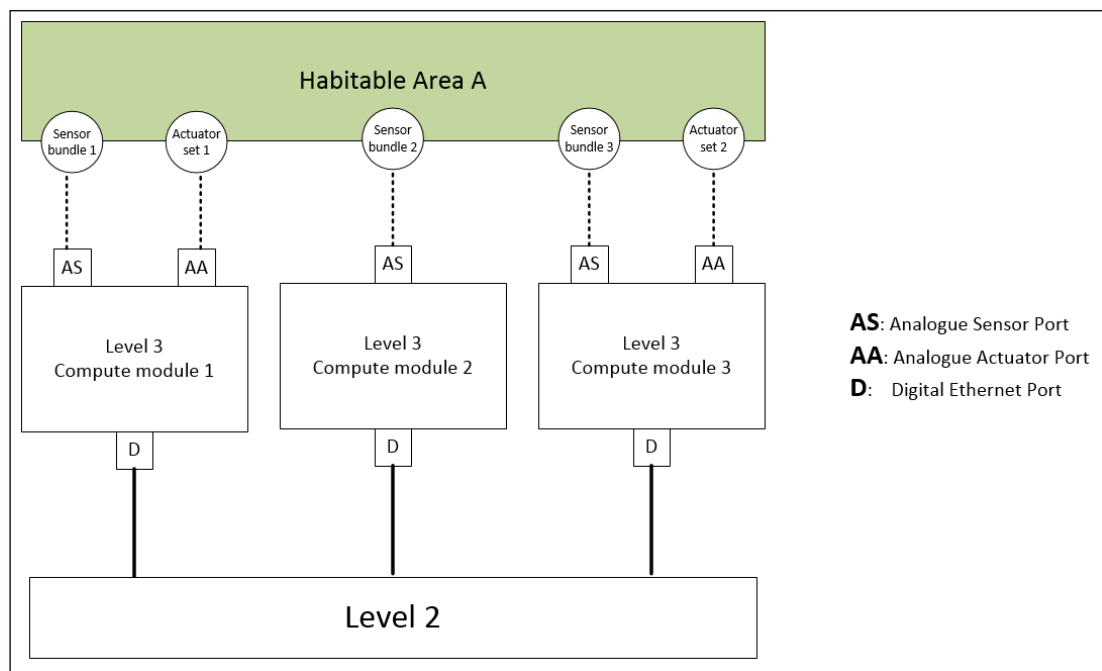 Habitable Area A
Sensor
bundle 1
Actuator
set 1
Sensor
bundle 2
Sensor
bundle 3
Actuator
set 2
AS
AA
AS
AS
AA
Level 3
Compute module 1
Level 3
Compute module 2
Level 3
Compute module 3
D
D
D
Level 2
AS: Analogue Sensor Port
AA: Analogue Actuator Port
D: Digital Ethernet Port